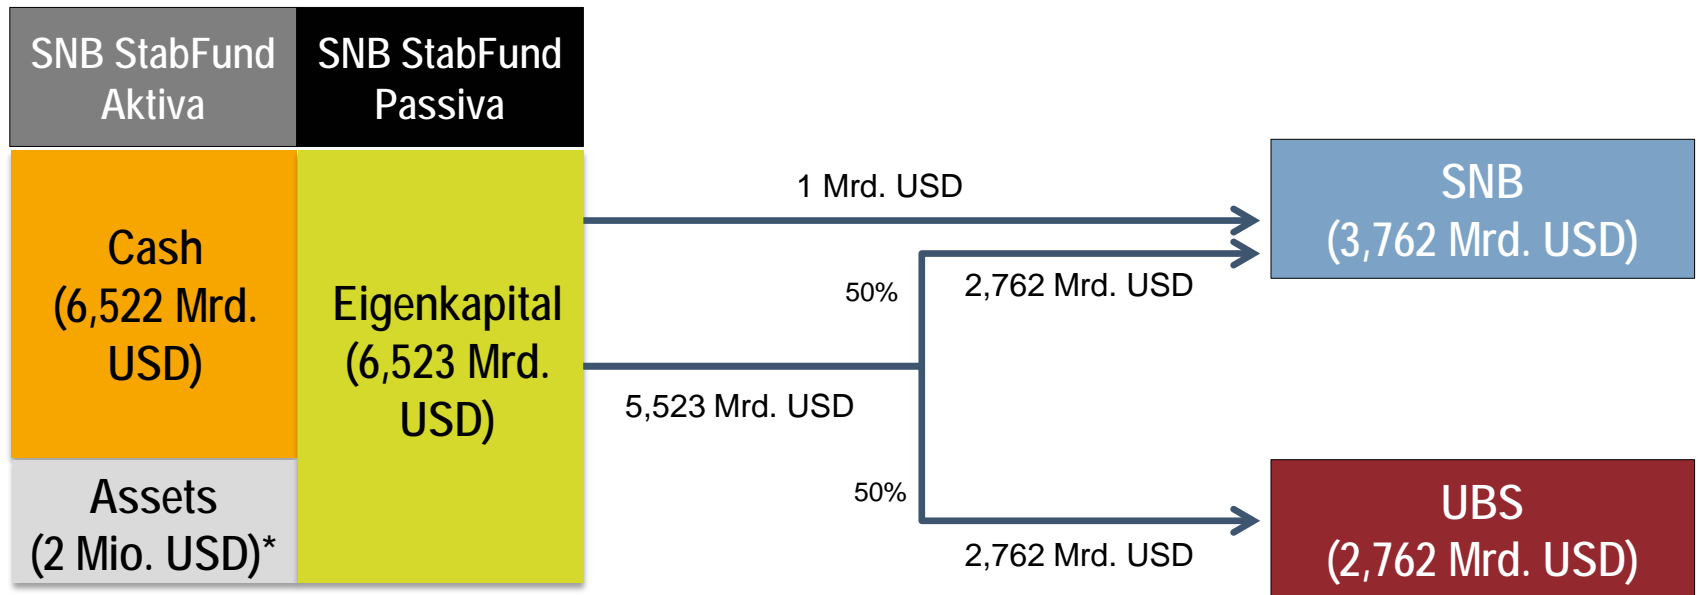 SNB StabFund
Aktiva
SNB StabFund
Passiva
Cash
(6,522 Mrd.
USD)
Eigenkapital
(6,523 Mrd.
USD)
Assets
(2 Mio. USD)*
1 Mrd. USD
50%
2,762 Mrd. USD
5,523 Mrd. USD
50%
2,762 Mrd. USD
SNB
(3,762 Mrd. USD)
UBS
(2,762 Mrd. USD)